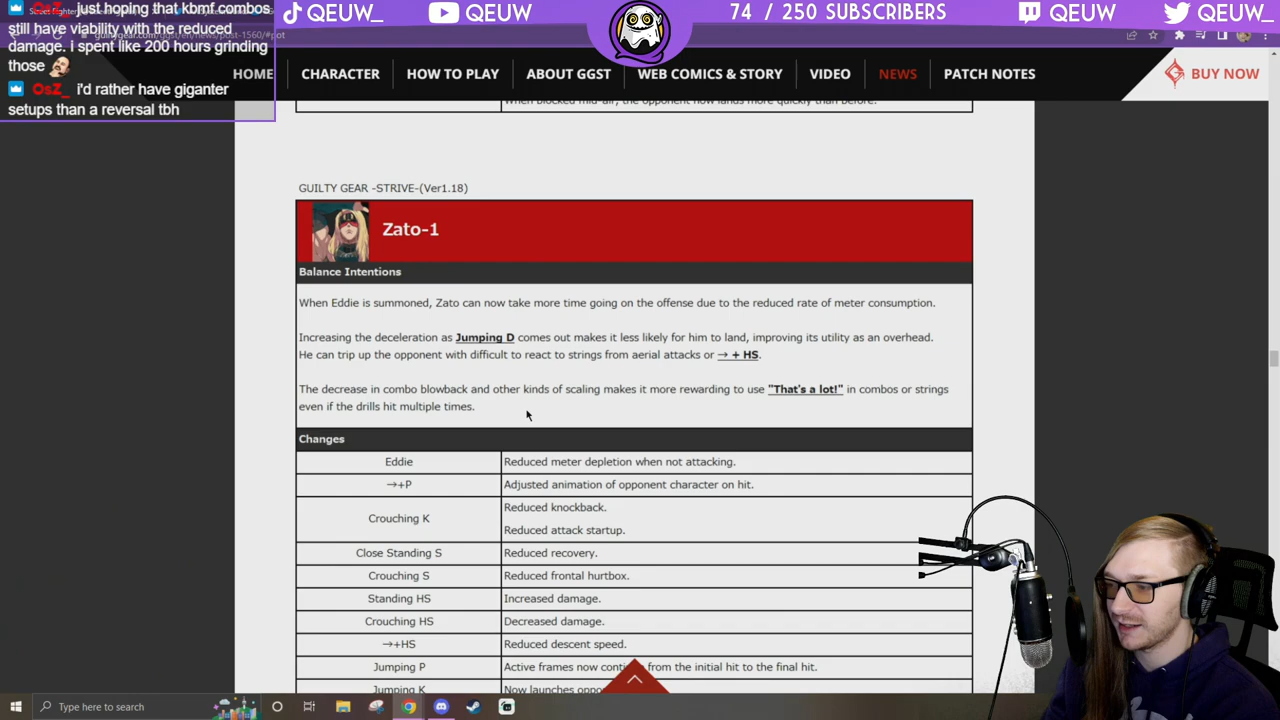 OsZ_ just hoping that kbmr combos
still have viability with the reduced
damage. i spent like 200 hours grinding
those
OsZ_ i'd rather have giganter
setups than a reversal tbh
QEUW_
QEUW
74 / 250 SUBSCRIBERS
QEUW
QEUW_
HOME
CHARACTER
HOW TO PLAY
ABOUT GGST
WEB COMICS & STORY
VIDEO
NEWS
PATCH NOTES
BUY NOW
When blocked mid-air, the opponent now lands more quickly than before.
GUILTY GEAR -STRIVE-(Ver1.18)
Zato-1
Balance Intentions
When Eddie is summoned, Zato can now take more time going on the offense due to the reduced rate of meter consumption.
Increasing the deceleration as Jumping D comes out makes it less likely for him to land, improving its utility as an overhead.
He can trip up the opponent with difficult to react to strings from aerial attacks or → + HS.
The decrease in combo blowback and other kinds of scaling makes it more rewarding to use "That's a lot!" in combos or strings
even if the drills hit multiple times.
Changes
Eddie Reduced meter depletion when not attacking.
→+P Adjusted animation of opponent character on hit.
Crouching K Reduced knockback.
Reduced attack startup.
Close Standing S Reduced recovery.
Crouching S Reduced frontal hurtbox.
Standing HS Increased damage.
Crouching HS Decreased damage.
→+HS Reduced descent speed.
Jumping P Active frames now from the initial hit to the final hit.
Jumping K Now launches
Type here to search